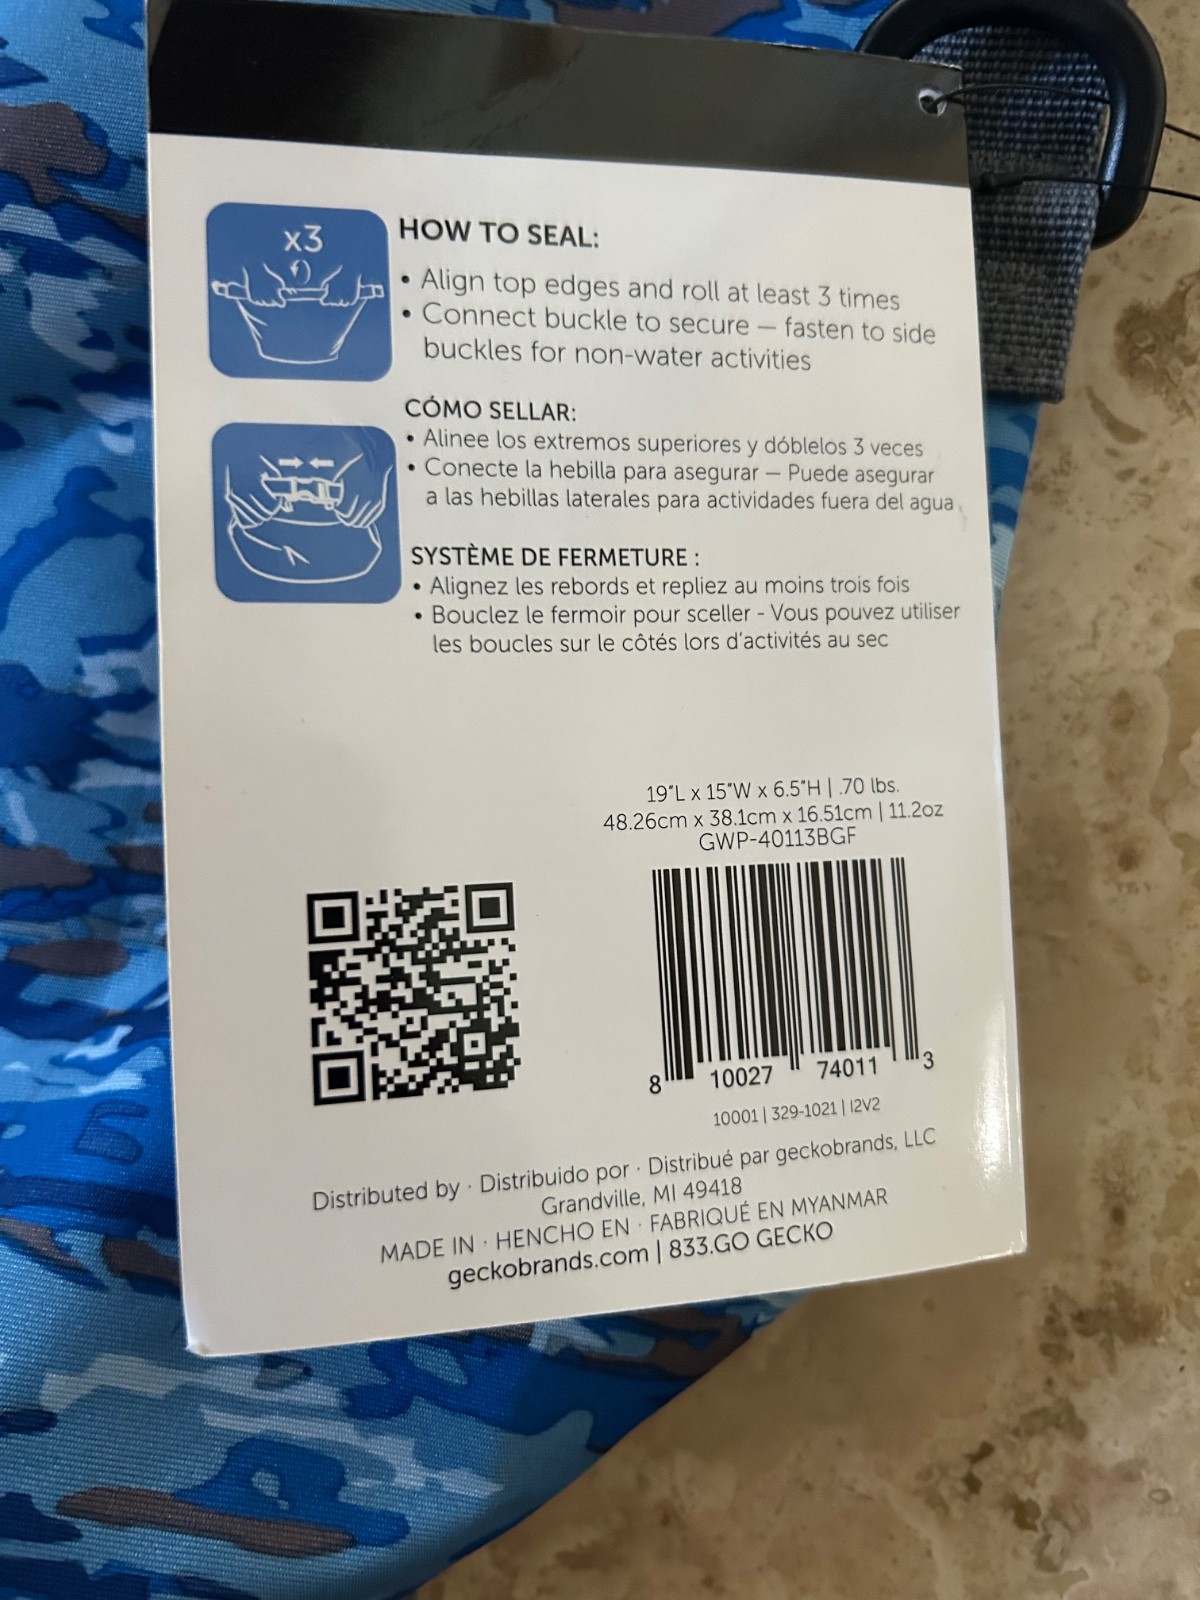 x3
HOW TO SEAL:
• Align top edges and roll at least 3 times
• Connect buckle to secure — fasten to side
buckles for non-water activities
CÓMO SELLAR:
• Alinee los extremos superiores y dóblelos 3 veces
• Conecte la hebilla para asegurar — Puede asegurar
a las hebillas laterales para actividades fuera del agua
SYSTÈME DE FERMETURE :
• Alignez les rebords et repliez au moins trois fois
• Bouclez le fermoir pour sceller - Vous pouvez utiliser
les boucles sur le côtés lors d'activités au sec
19"L x 15"W x 6.5"H | .70 lbs.
48.26cm x 38.1cm x 16.51cm | 11.2oz
GWP-40113BGF
8 10027 74011 3
10001 | 329-1021 | I2V2
Distributed by · Distribuido por · Distribué par geckobrands, LLC
Grandville, MI 49418
MADE IN · HENCHO EN · FABRIQUÉ EN MYANMAR
geckobrands.com | 833.GO GECKO